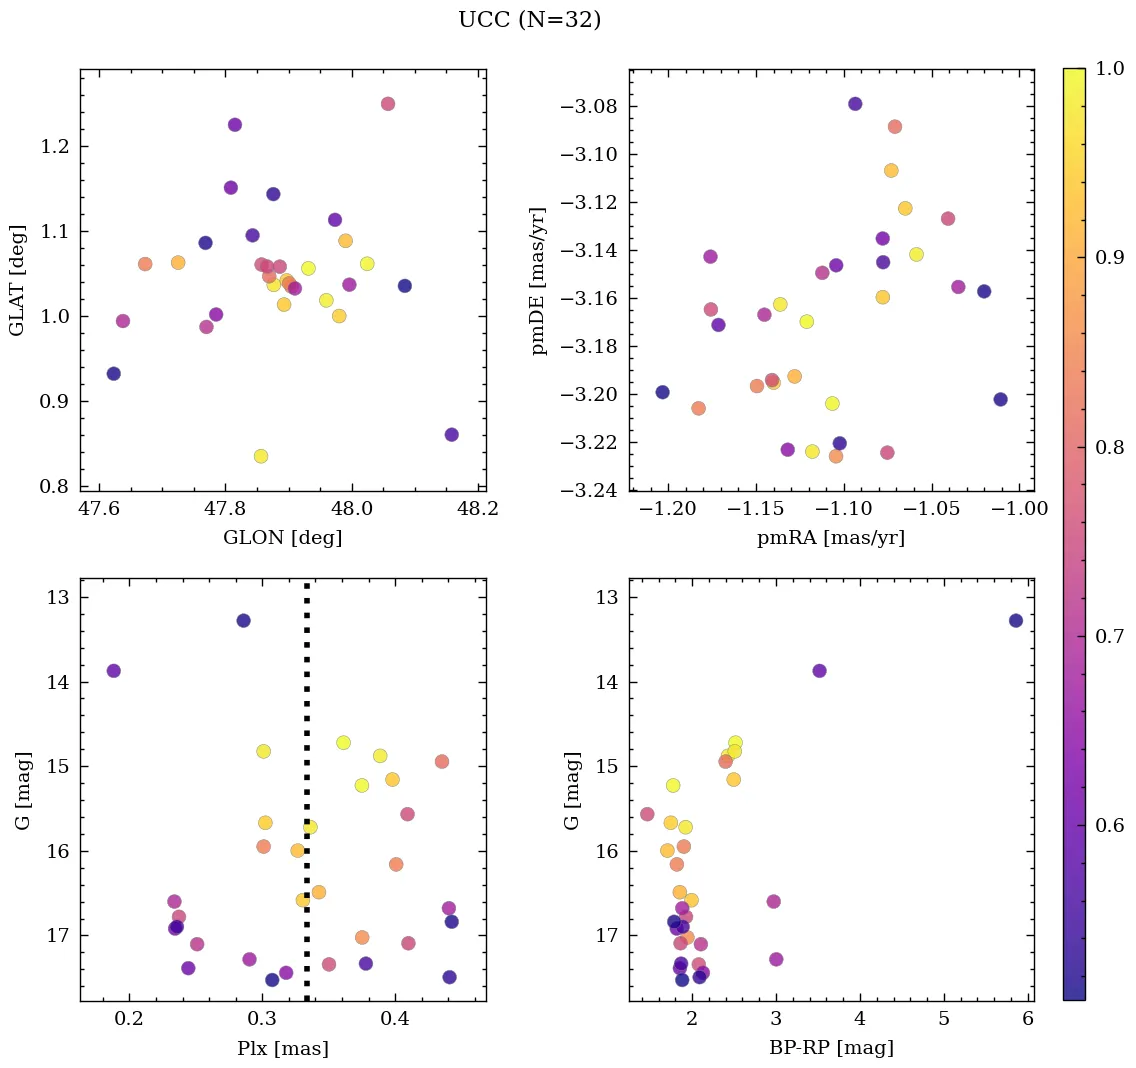 UCC (N=32)
1.2
1.1
1.0
0.9
0.8
GLAT [deg]
47.6 47.8 48.0 48.2
GLON [deg]
−3.08
−3.10
−3.12
−3.14
−3.16
−3.18
−3.20
−3.22
−3.24
pmDE [mas/yr]
−1.20 −1.15 −1.10 −1.05 −1.00
pmRA [mas/yr]
13
14
15
16
17
G [mag]
0.2 0.3 0.4
Plx [mas]
13
14
15
16
17
G [mag]
2 3 4 5 6
BP-RP [mag]
1.0
0.9
0.8
0.7
0.6